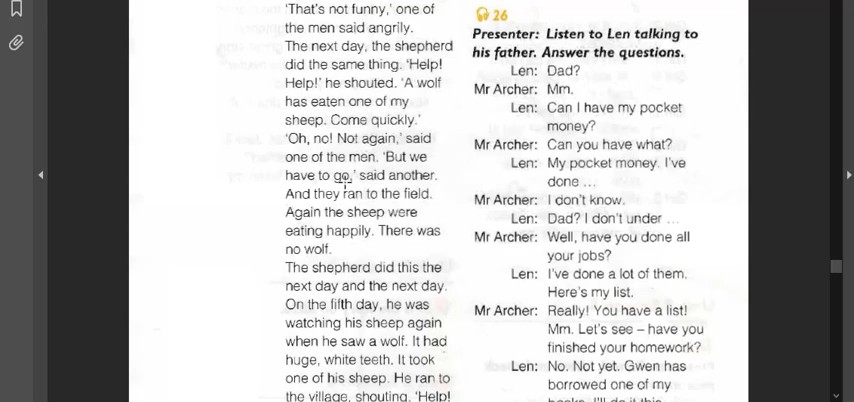 'That's not funny,' one of
the men said angrily.
The next day, the shepherd
did the same thing. 'Help!
Help!' he shouted. 'A wolf
has eaten one of my
sheep. Come quickly.'
'Oh, no! Not again,' said
one of the men. 'But we
have to go,' said another.
And they ran to the field.
Again the sheep were
eating happily. There was
no wolf.
The shepherd did this the
next day and the next day.
On the fifth day, he was
watching his sheep again
when he saw a wolf. It had
huge, white teeth. It took
one of his sheep. He ran to
the village, shouting. 'Help!
26
Presenter: Listen to Len talking to
his father. Answer the questions.
Len: Dad?
Mr Archer: Mm.
Len: Can I have my pocket
money?
Mr Archer: Can you have what?
Len: My pocket money. I've
done ...
Mr Archer: I don't know.
Len: Dad? I don't under ...
Mr Archer: Well, have you done all
your jobs?
Len: I've done a lot of them.
Here's my list.
Mr Archer: Really! You have a list!
Mm. Let's see – have you
finished your homework?
Len: No. Not yet. Gwen has
borrowed one of my